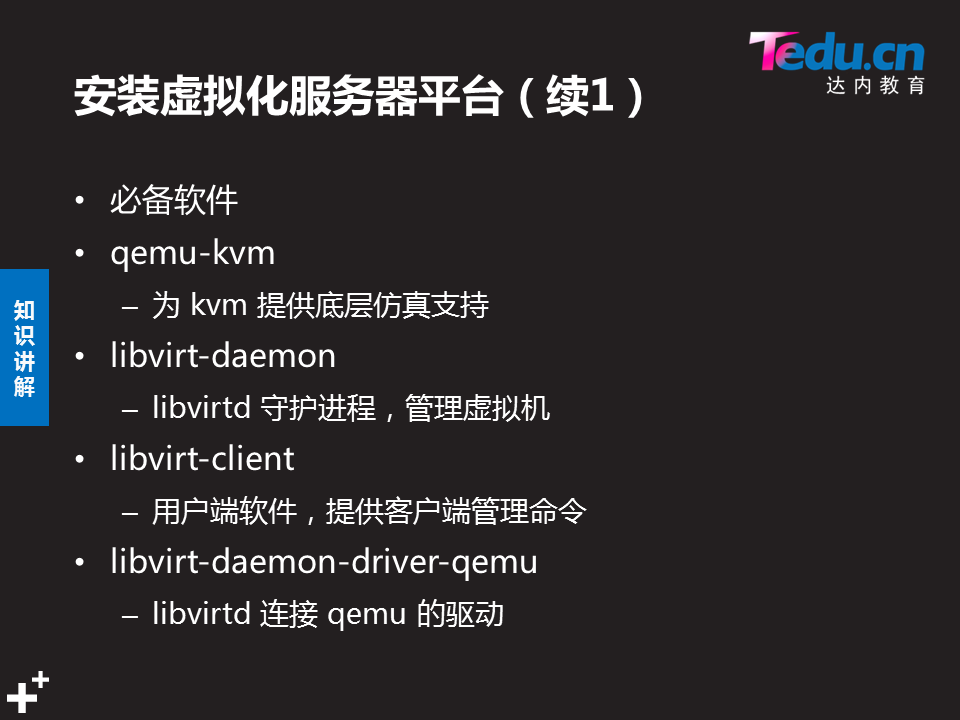 Tedu.cn
达内教育
安装虚拟化服务器平台（续1）
• 必备软件
• qemu-kvm
– 为 kvm 提供底层仿真支持
• libvirt-daemon
– libvirtd 守护进程，管理虚拟机
• libvirt-client
– 用户端软件，提供客户端管理命令
• libvirt-daemon-driver-qemu
– libvirtd 连接 qemu 的驱动
知识讲解